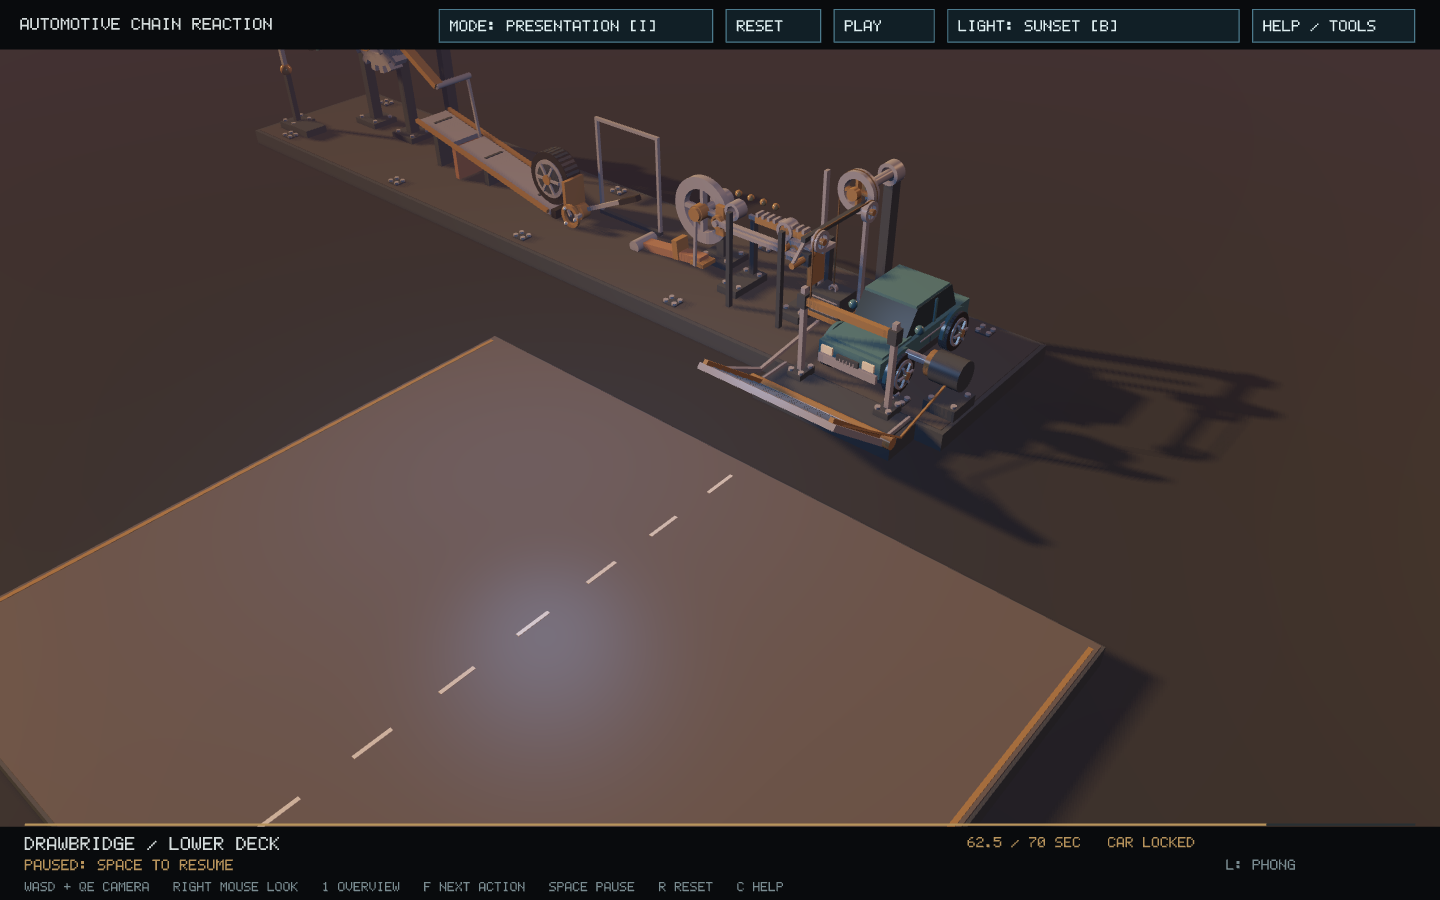 AUTOMOTIVE CHAIN REACTION
MODE: PRESENTATION [I]
RESET
PLAY
LIGHT: SUNSET [B]
HELP / TOOLS
DRAWBRIDGE / LOWER DECK
62.5 / 70 SEC CAR LOCKED
PAUSED: SPACE TO RESUME
L: PHONG
WASD + QE CAMERA RIGHT MOUSE LOOK 1 OVERVIEW F NEXT ACTION SPACE PAUSE R RESET C HELP